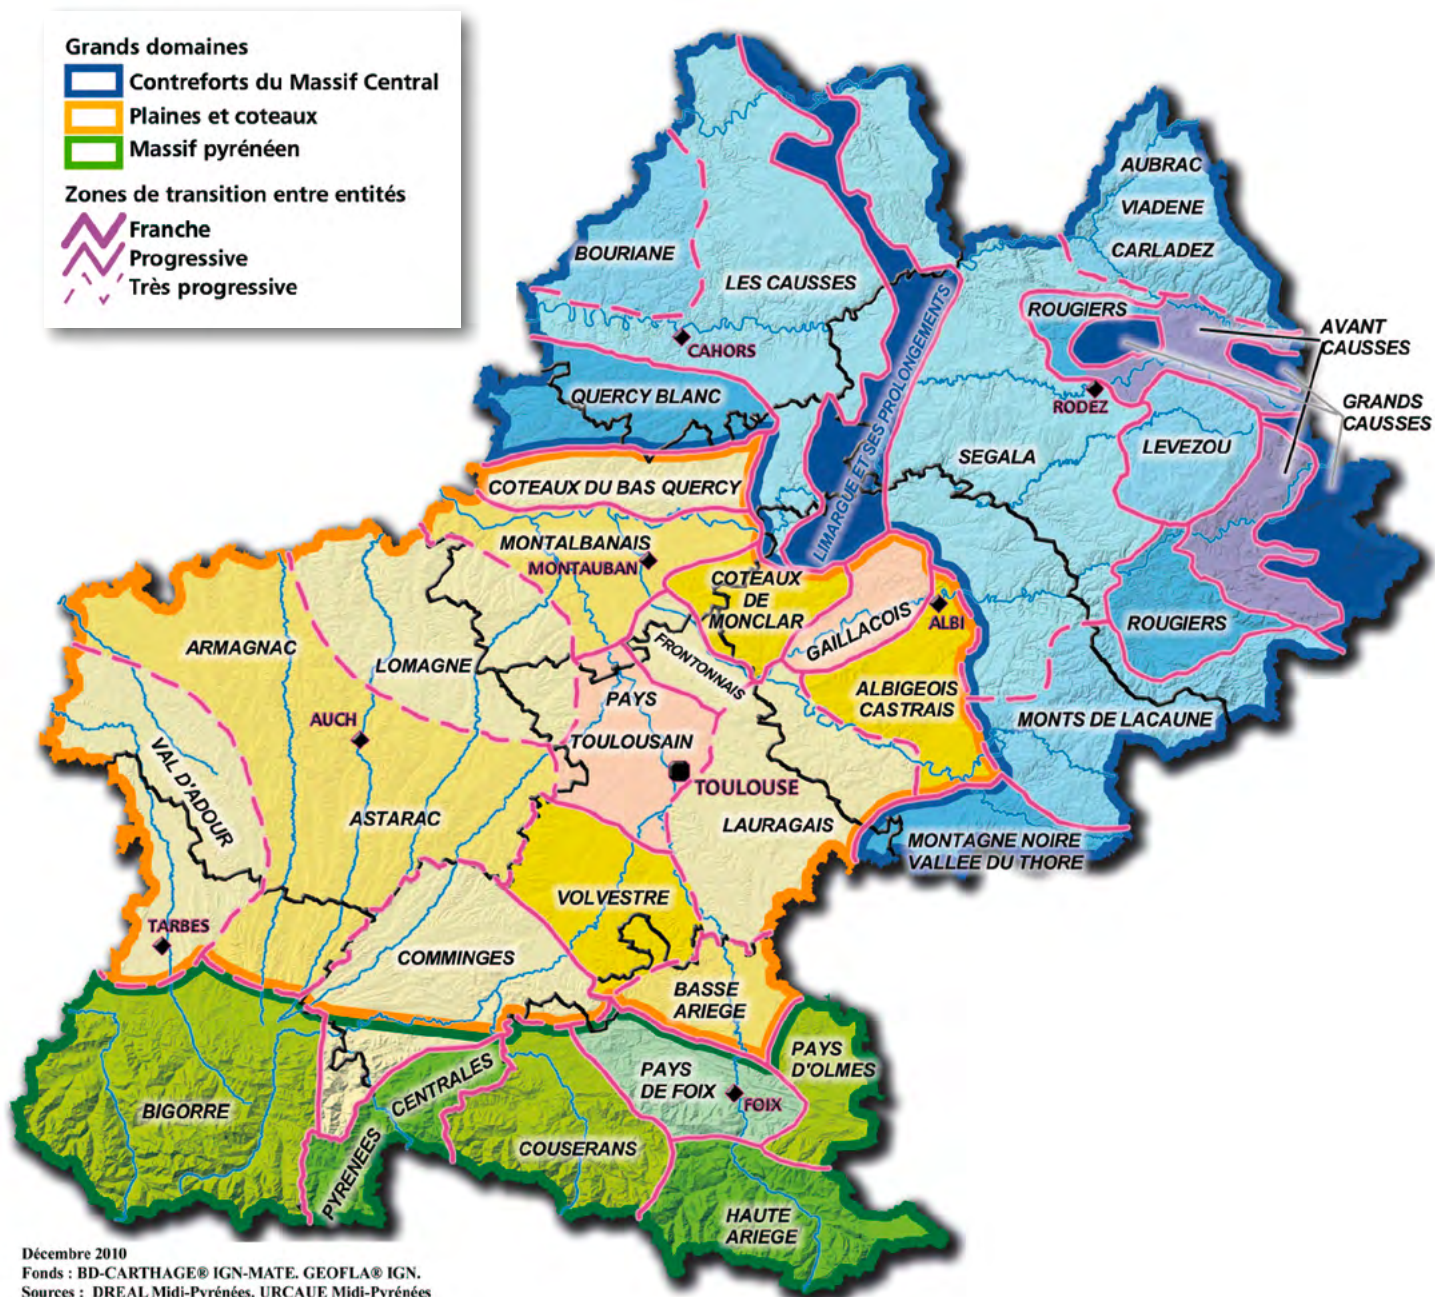 Grands domaines
Contreforts du Massif Central
Plaines et coteaux
Massif pyrénéen
Zones de transition entre entités
Franche
Progressive
Très progressive
AUBRAC
VIADENE
CARLADEZ
BOURIANE
LES CAUSSES
ROUGIERS
AVANT
CAUSSES
CAHORS
LIMARGUE ET SES PROLONGEMENTS
QUERCY BLANC
RODEZ
GRANDS
CAUSSES
SEGALA
LEVEZOU
COTEAUX DU BAS QUERCY
MONTALBANAIS
MONTAUBAN
COTEAUX
DE
MONCLAR
GAILLACOIS
ALBI
ROUGIERS
ARMAGNAC
LOMAGNE
FRONTONNAIS
PAYS
TOULOUSAIN
ALBIGEOIS
CASTRAIS
MONTS DE LACAUNE
AUCH
VAL D'ADOUR
TOULOUSE
ASTARAC
LAURAGAIS
MONTAGNE NOIRE
VALLEE DU THORE
VOLVESTRE
TARBES
COMMINGES
BASSE
ARIEGE
PAYS
D'OLMES
PAYS
DE FOIX
FOIX
BIGORRE
PYRENEES
CENTRALES
COUSERANS
HAUTE
ARIEGE
Décembre 2010
Fonds : BD-CARTHAGE® IGN-MATE. GEOFLA® IGN.
Sources : DREAL Midi-Pyrénées, URCAUE Midi-Pyrénées